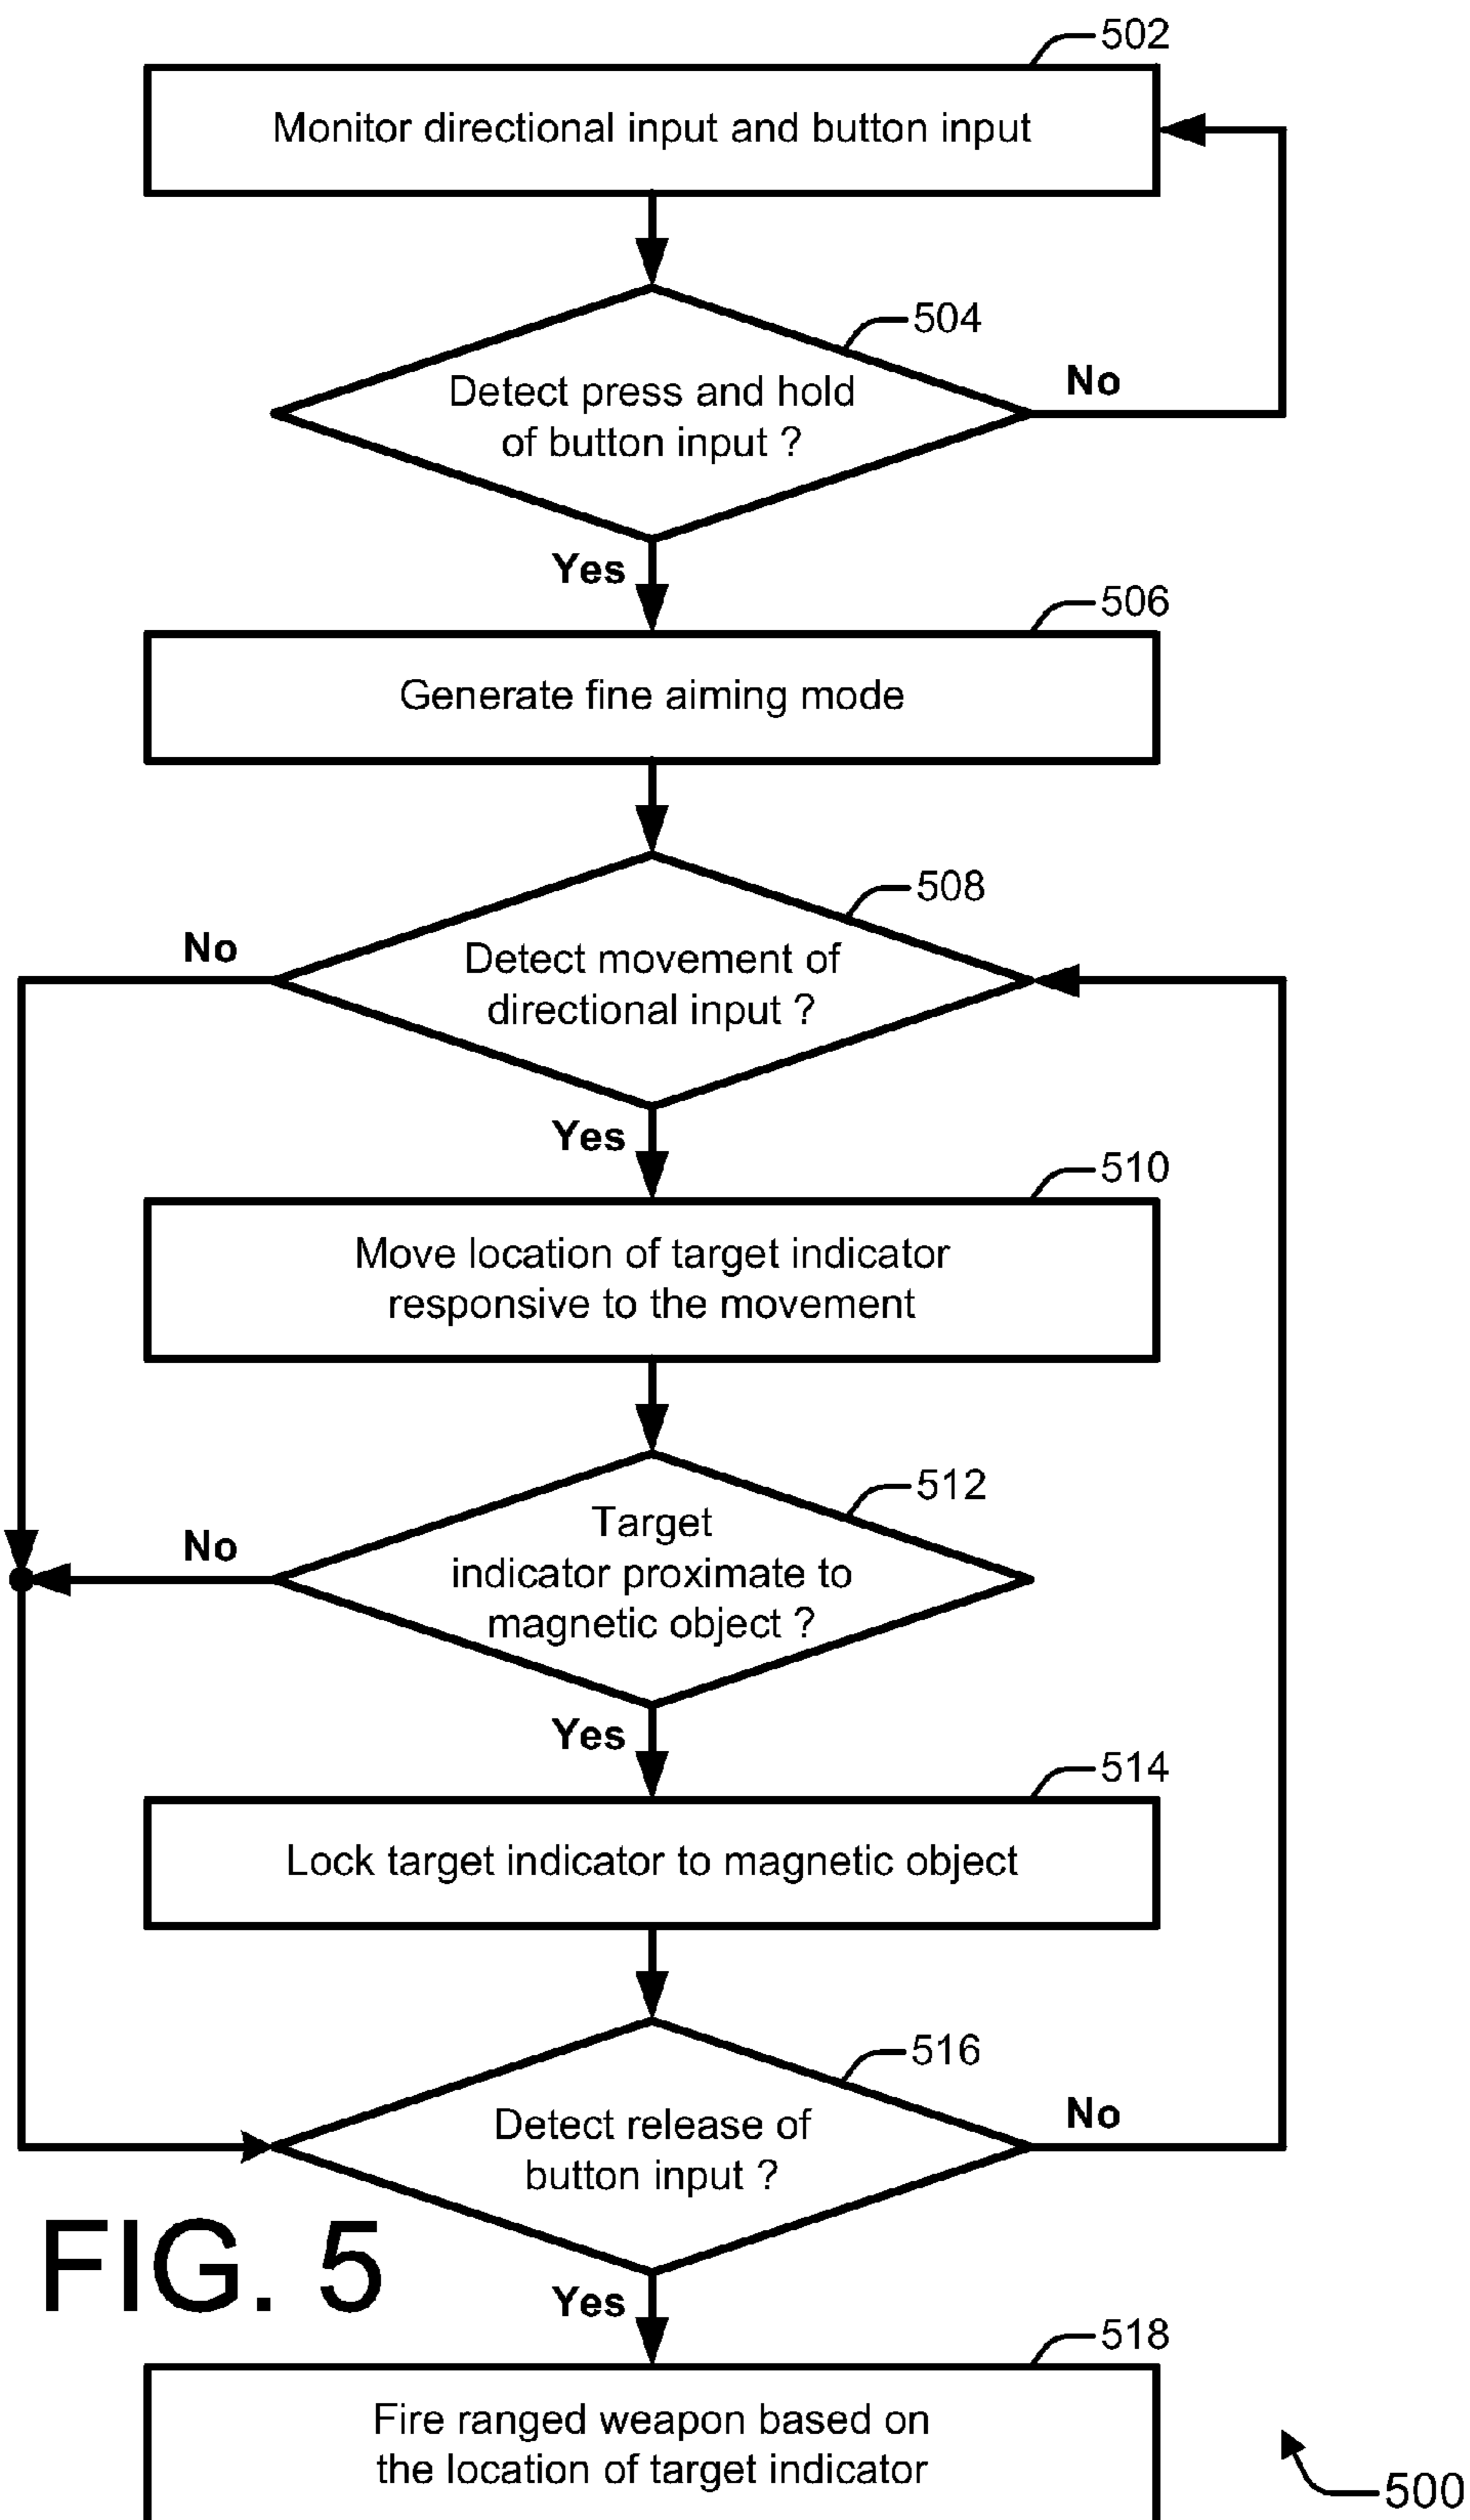 502
Monitor directional input and button input
504
Detect press and hold
of button input ?
No
Yes
506
Generate fine aiming mode
508
No
Detect movement of
directional input ?
Yes
510
Move location of target indicator
responsive to the movement
512
No
Target
indicator proximate to
magnetic object ?
Yes
514
Lock target indicator to magnetic object
516
No
Detect release of
button input ?
FIG. 5
Yes
518
Fire ranged weapon based on
the location of target indicator
500